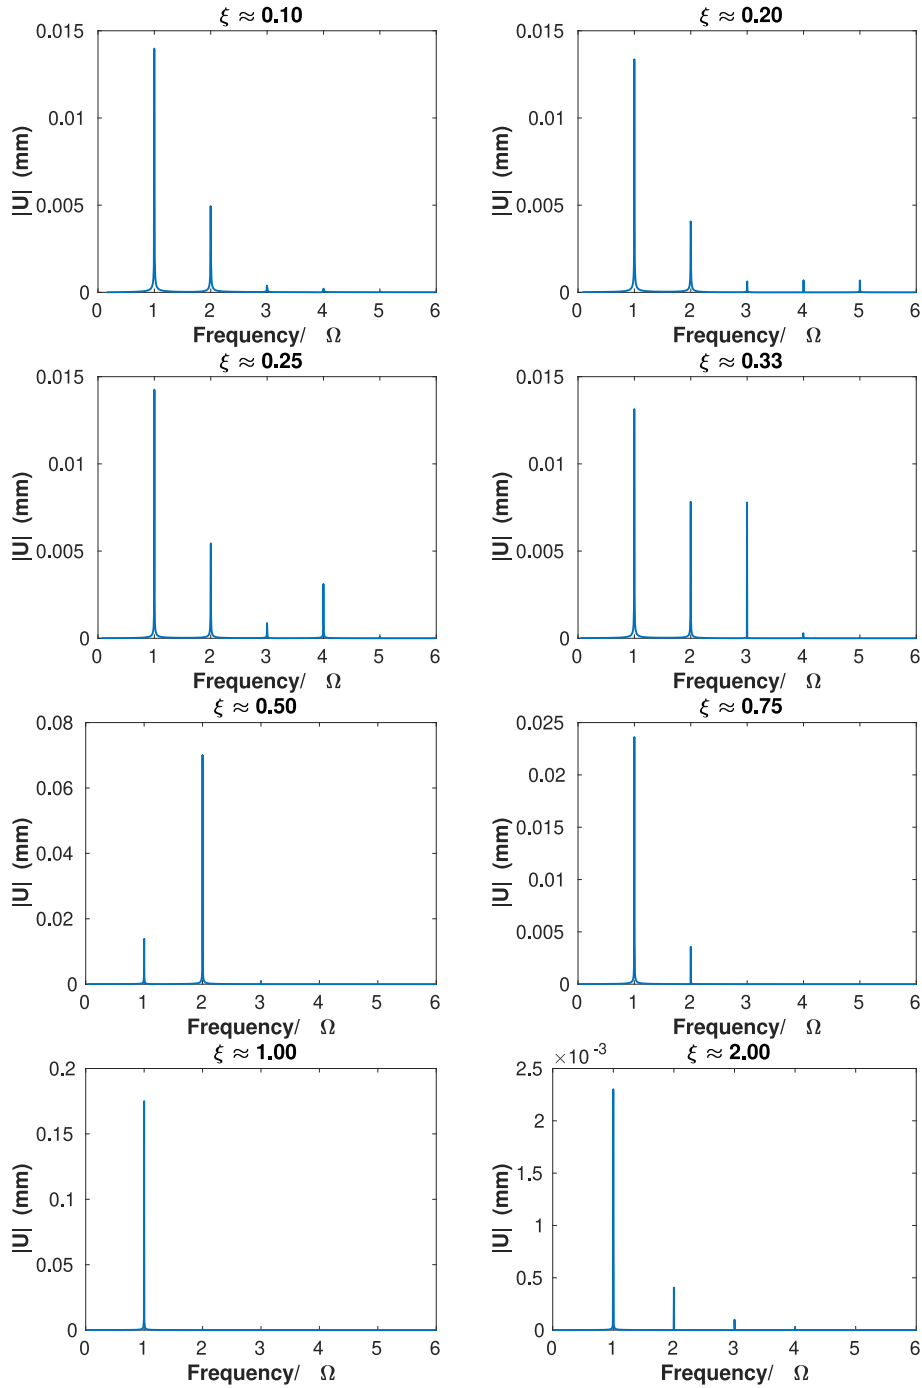 ξ ≈ 0.10
0.015
0.01
0.005
0
|U| (mm)
0 1 2 3 4 5 6
Frequency/ Ω
ξ ≈ 0.20
0.015
0.01
0.005
0
|U| (mm)
0 1 2 3 4 5 6
Frequency/ Ω
ξ ≈ 0.25
0.015
0.01
0.005
0
|U| (mm)
0 1 2 3 4 5 6
Frequency/ Ω
ξ ≈ 0.33
0.015
0.01
0.005
0
|U| (mm)
0 1 2 3 4 5 6
Frequency/ Ω
ξ ≈ 0.50
0.08
0.06
0.04
0.02
0
|U| (mm)
0 1 2 3 4 5 6
Frequency/ Ω
ξ ≈ 0.75
0.025
0.02
0.015
0.01
0.005
0
|U| (mm)
0 1 2 3 4 5 6
Frequency/ Ω
ξ ≈ 1.00
0.2
0.15
0.1
0.05
0
|U| (mm)
0 1 2 3 4 5 6
Frequency/ Ω
×10⁻³ ξ ≈ 2.00
2.5
2
1.5
1
0.5
0
|U| (mm)
0 1 2 3 4 5 6
Frequency/ Ω